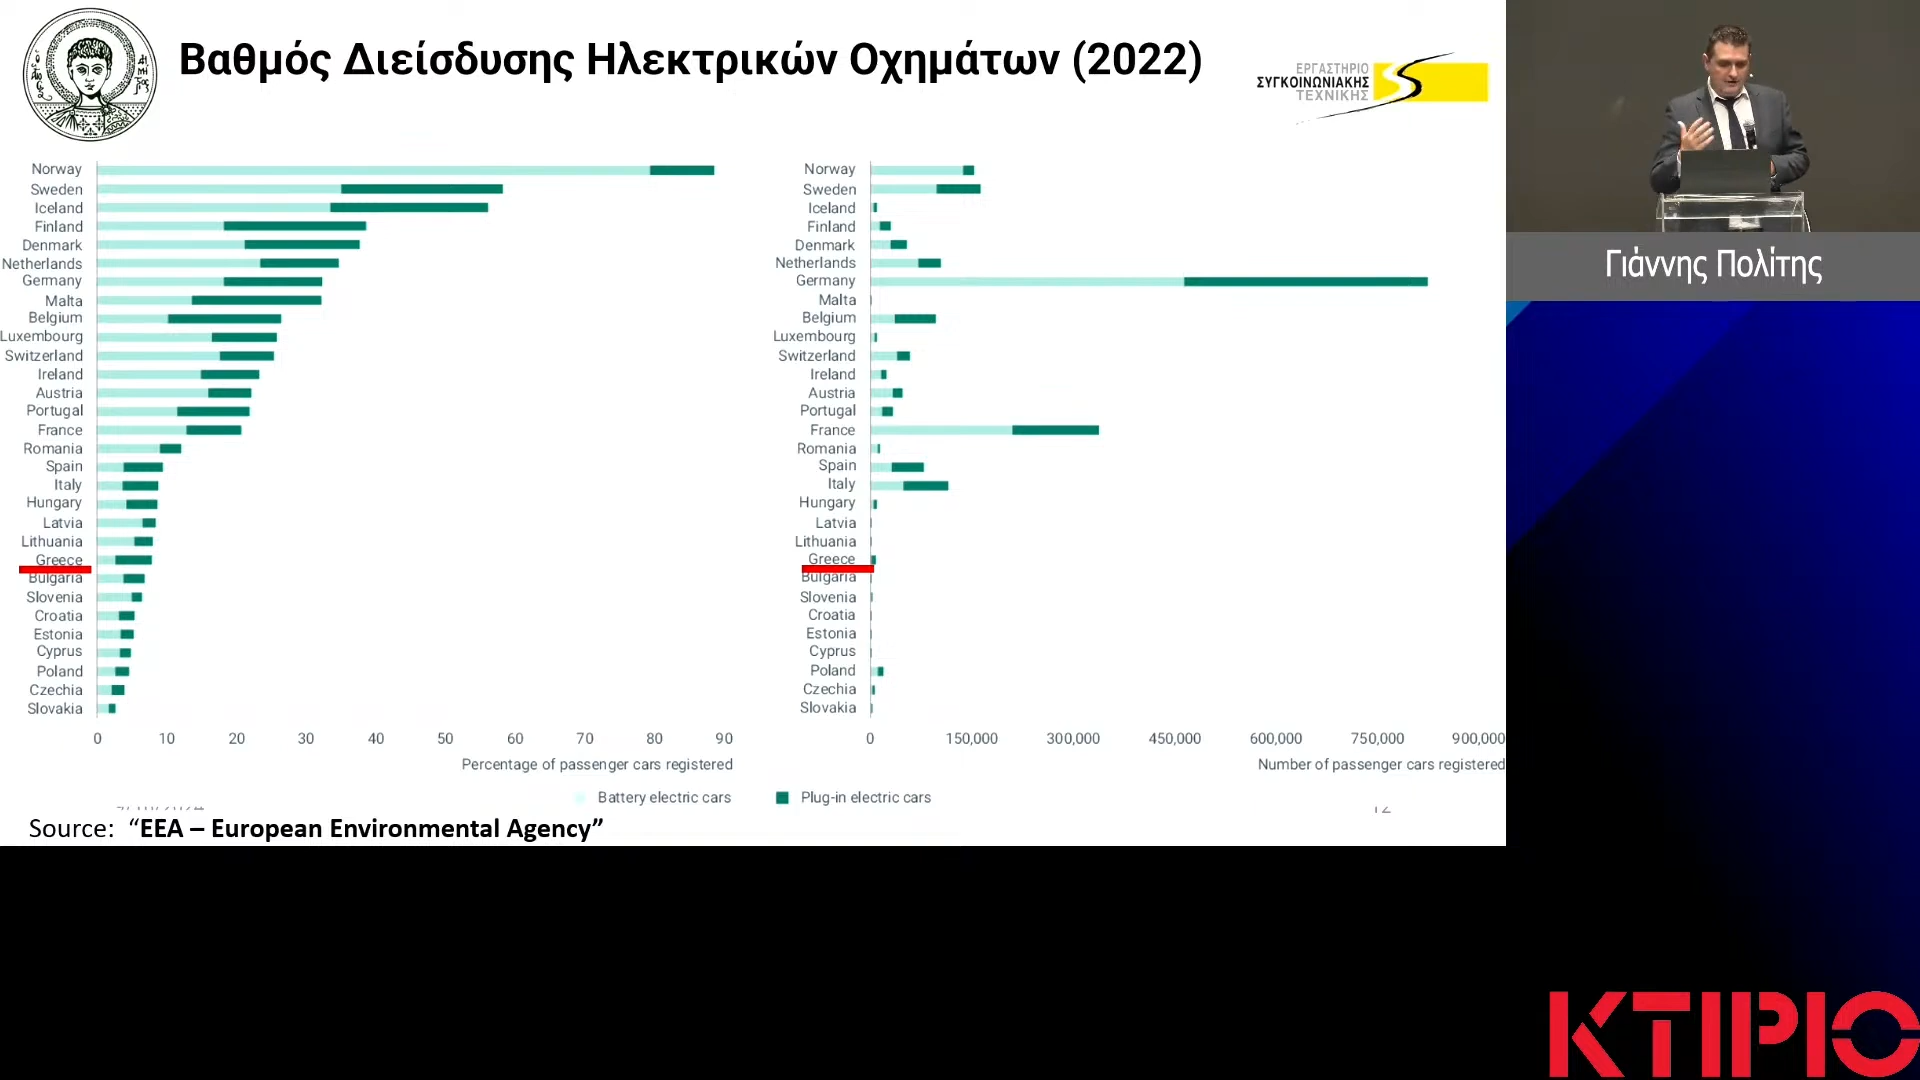 Βαθμός Διείσδυσης Ηλεκτρικών Οχημάτων (2022)
ΕΡΓΑΣΤΗΡΙΟ
ΣΥΓΚΟΙΝΩΝΙΑΚΗΣ
ΤΕΧΝΙΚΗΣ
Γιάννης Πολίτης
Norway
Sweden
Iceland
Finland
Denmark
Netherlands
Germany
Malta
Belgium
Luxembourg
Switzerland
Ireland
Austria
Portugal
France
Romania
Spain
Italy
Hungary
Latvia
Lithuania
Greece
Bulgaria
Slovenia
Croatia
Estonia
Cyprus
Poland
Czechia
Slovakia
0 10 20 30 40 50 60 70 80 90
Percentage of passenger cars registered
Norway
Sweden
Iceland
Finland
Denmark
Netherlands
Germany
Malta
Belgium
Luxembourg
Switzerland
Ireland
Austria
Portugal
France
Romania
Spain
Italy
Hungary
Latvia
Lithuania
Greece
Bulgaria
Slovenia
Croatia
Estonia
Cyprus
Poland
Czechia
Slovakia
0 150,000 300,000 450,000 600,000 750,000 900,000
Number of passenger cars registered
Battery electric cars Plug-in electric cars
12
Source: “EEA – European Environmental Agency”
ΚΤΙΡΙΟ